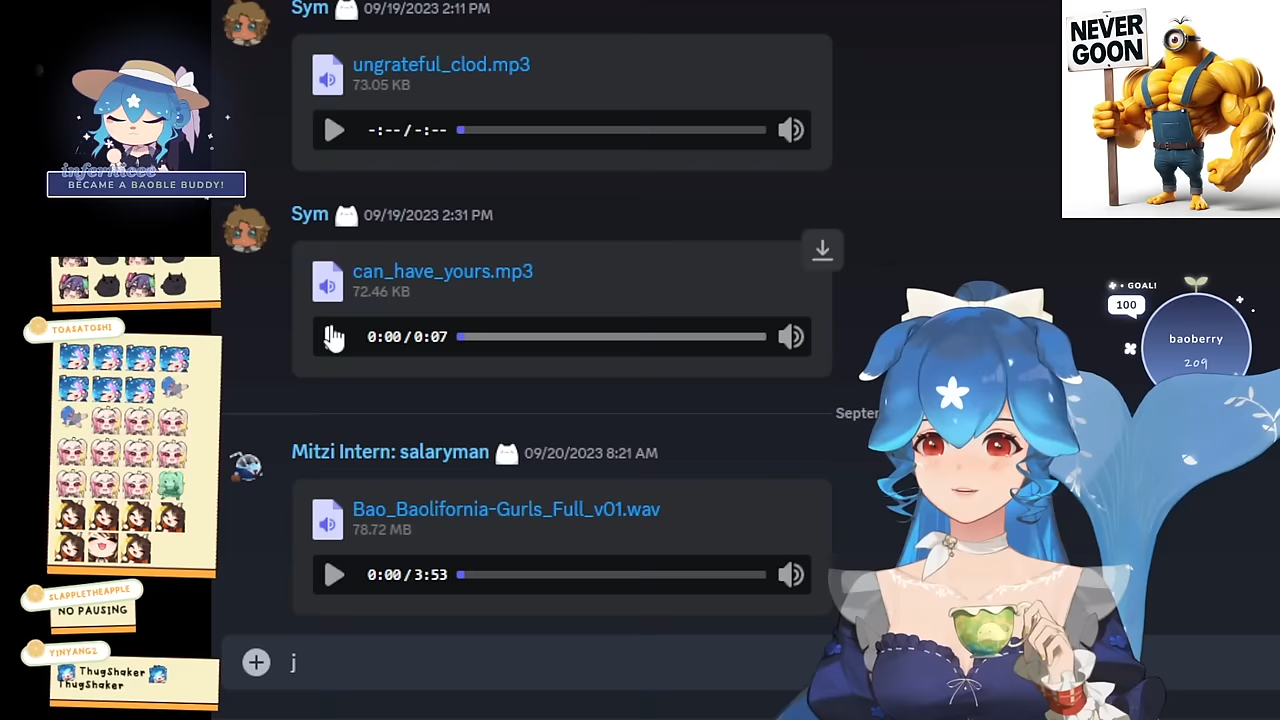 Sym 09/19/2023 2:11 PM
ungrateful_clod.mp3
73.05 KB
-:-- / -:--
infernicee
BECAME A BAOBLE BUDDY!
NEVER
GOON
Sym 09/19/2023 2:31 PM
can_have_yours.mp3
72.46 KB
0:00 / 0:07
TOASATOSHI
GOAL!
100
baoberry
209
Septem
Mitzi Intern: salaryman 09/20/2023 8:21 AM
Bao_Baolifornia-Gurls_Full_v01.wav
78.72 MB
0:00 / 3:53
SLAPPLETHEAPPLE
NO PAUSING
YINYANG2
ThugShaker
ThugShaker
j